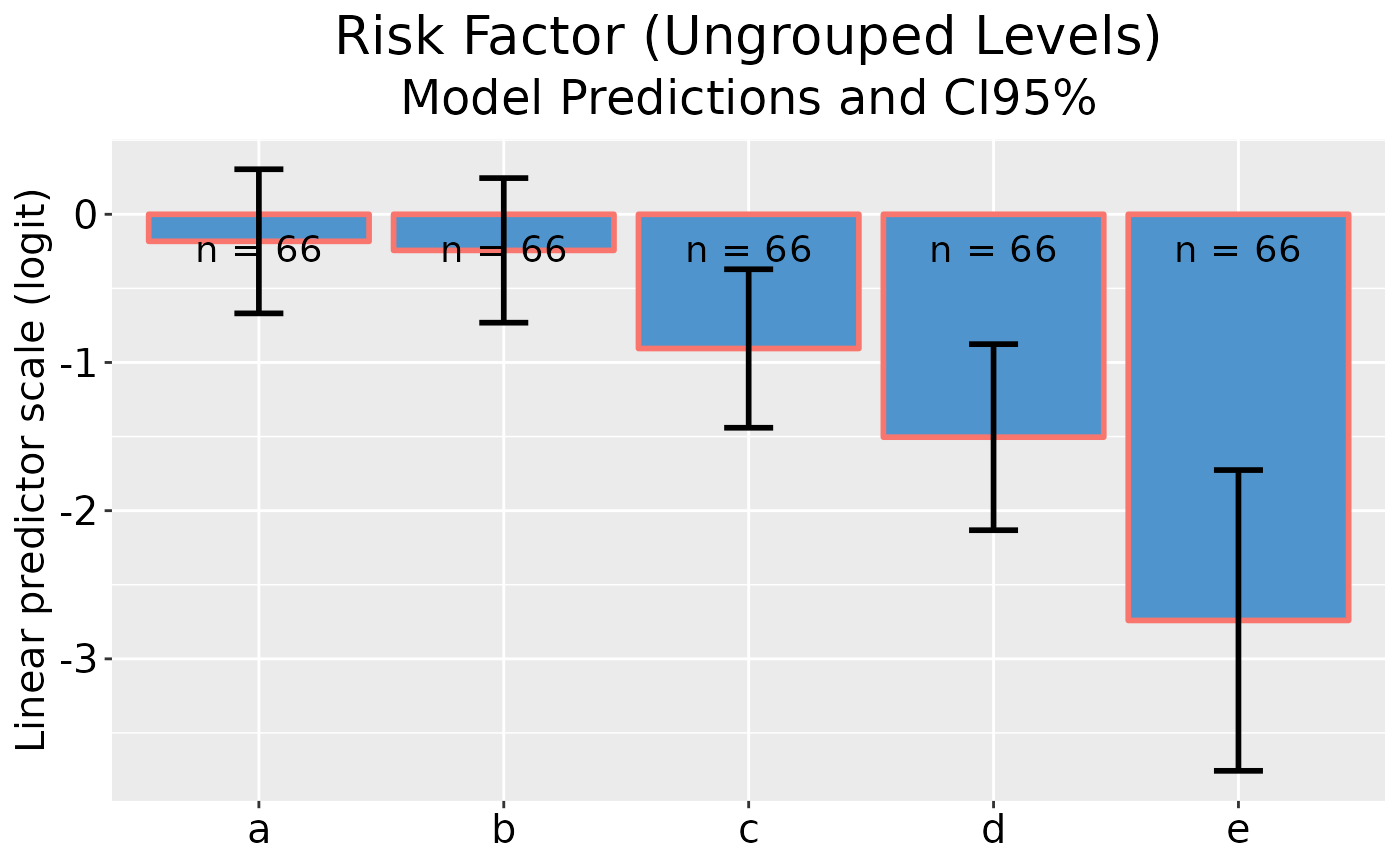 Risk Factor (Ungrouped Levels)
Model Predictions and CI95%
Linear predictor scale (logit)
0
-1
-2
-3
n = 66
n = 66
n = 66
n = 66
n = 66
a
b
c
d
e